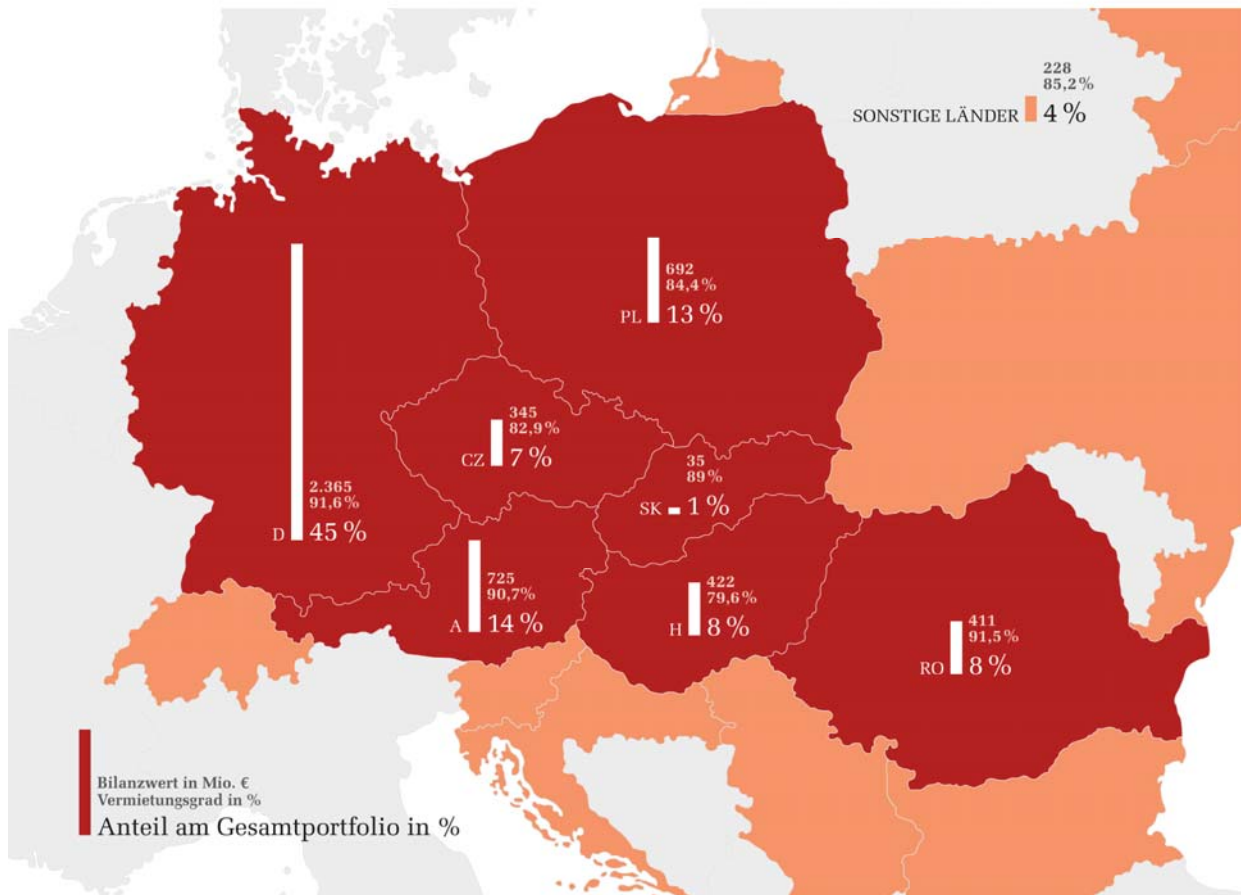 228
85,2%
SONSTIGE LÄNDER 4 %
692
84,4%
PL 13 %
345
82,9%
CZ 7 %
35
89%
SK 1 %
2.365
91,6%
D 45 %
725
90,7%
A 14 %
422
79,6%
H 8 %
411
91,5%
RO 8 %
Bilanzwert in Mio. €
Vermietungsgrad in %
Anteil am Gesamtportfolio in %